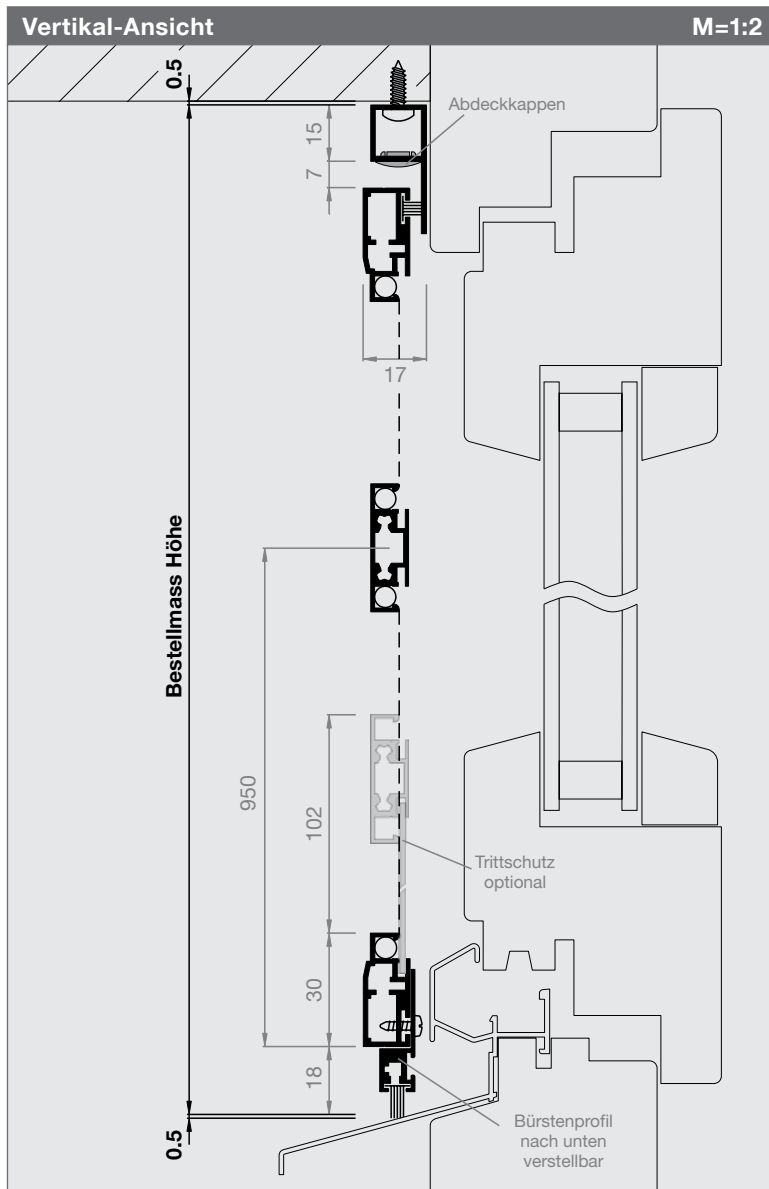 Vertikal-Ansicht M=1:2
0.5
Abdeckkappen
15
7
17
Bestellmass Höhe
950
102
Trittschutz
optional
30
18
0.5
Bürstenprofil
nach unten
verstellbar